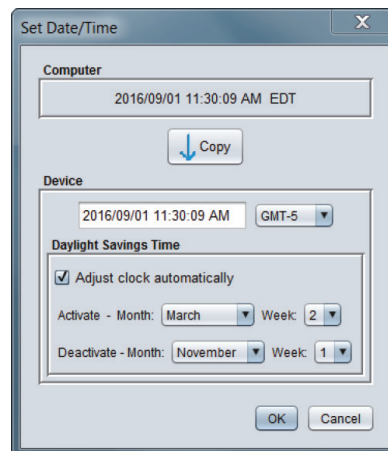 Set Date/Time
Computer
2016/09/01 11:30:09 AM EDT
Copy
Device
2016/09/01 11:30:09 AM GMT-5
Daylight Savings Time
Adjust clock automatically
Activate - Month: March Week: 2
Deactivate - Month: November Week: 1
OK Cancel